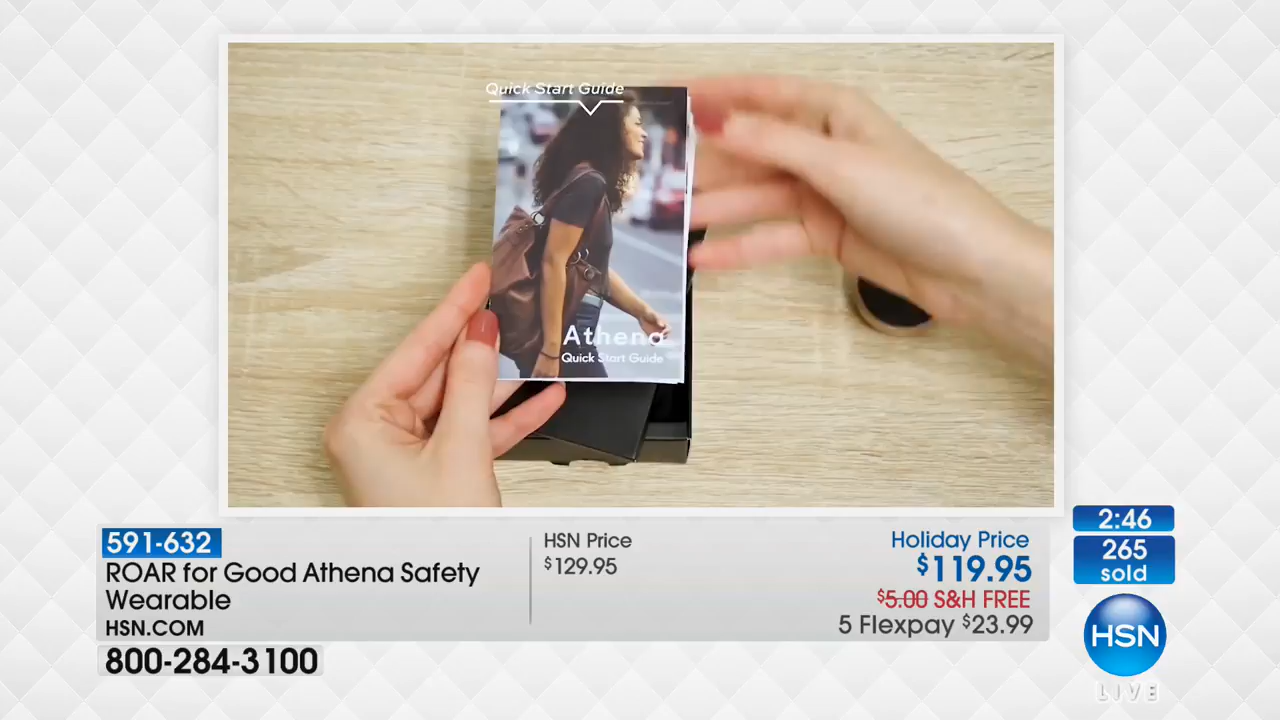 Quick Start Guide
Athena
Quick Start Guide
591-632
ROAR for Good Athena Safety
Wearable
HSN.COM
800-284-3100
HSN Price
$129.95
Holiday Price
$119.95
$5.00 S&H FREE
5 Flexpay $23.99
2:46
265
sold
HSN
LIVE